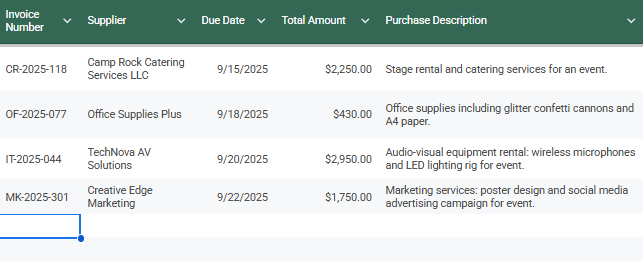 Invoice Number Supplier Due Date Total Amount Purchase Description
CR-2025-118 Camp Rock Catering Services LLC 9/15/2025 $2,250.00 Stage rental and catering services for an event.
OF-2025-077 Office Supplies Plus 9/18/2025 $430.00 Office supplies including glitter confetti cannons and A4 paper.
IT-2025-044 TechNova AV Solutions 9/20/2025 $2,950.00 Audio-visual equipment rental: wireless microphones and LED lighting rig for event.
MK-2025-301 Creative Edge Marketing 9/22/2025 $1,750.00 Marketing services: poster design and social media advertising campaign for event.